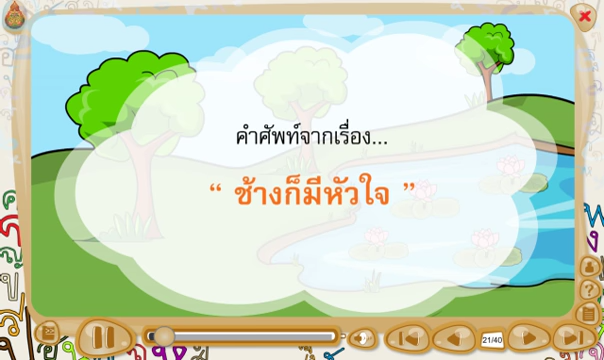 คำศัพท์จากเรื่อง...
“ ช้างก็มีหัวใจ ”
21/40